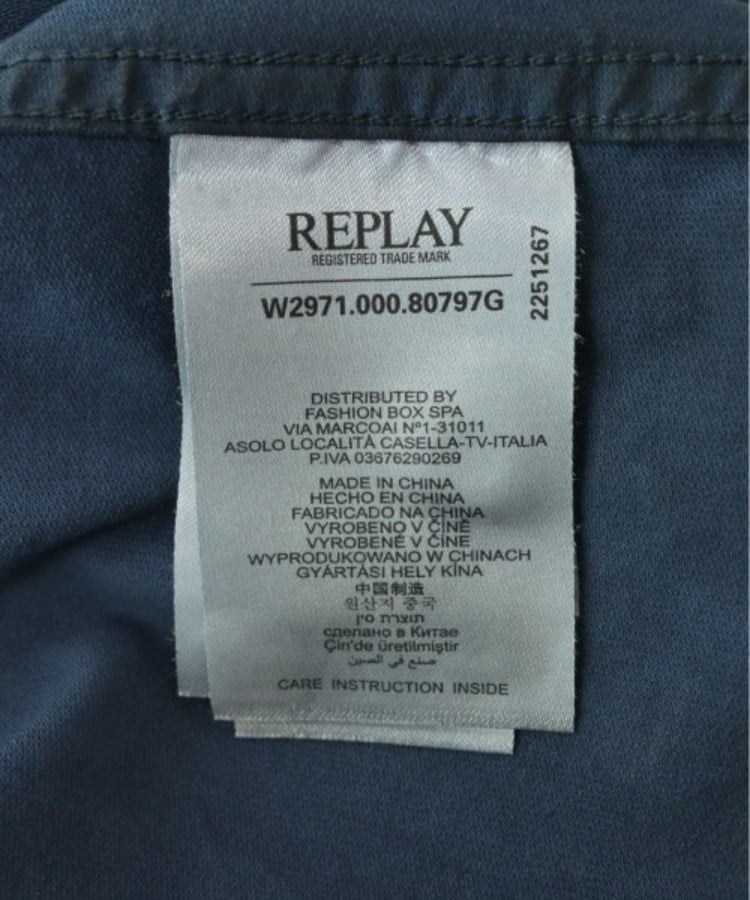 REPLAY
REGISTERED TRADE MARK
W2971.000.80797G
2251267
DISTRIBUTED BY
FASHION BOX SPA
VIA MARCOAI Nº1-31011
ASOLO LOCALITÀ CASELLA-TV-ITALIA
P.IVA 03676290269
MADE IN CHINA
HECHO EN CHINA
FABRICADO NA CHINA
VYROBENO V ČÍNĚ
VYROBENÉ V ČÍNE
WYPRODUKOWANO W CHINACH
GYÁRTÁSI HELY KÍNA
中国制造
원산지 중국
תוצרת סין
сделано в Китае
Çin'de üretilmiştir
صنع في الصين
CARE INSTRUCTION INSIDE